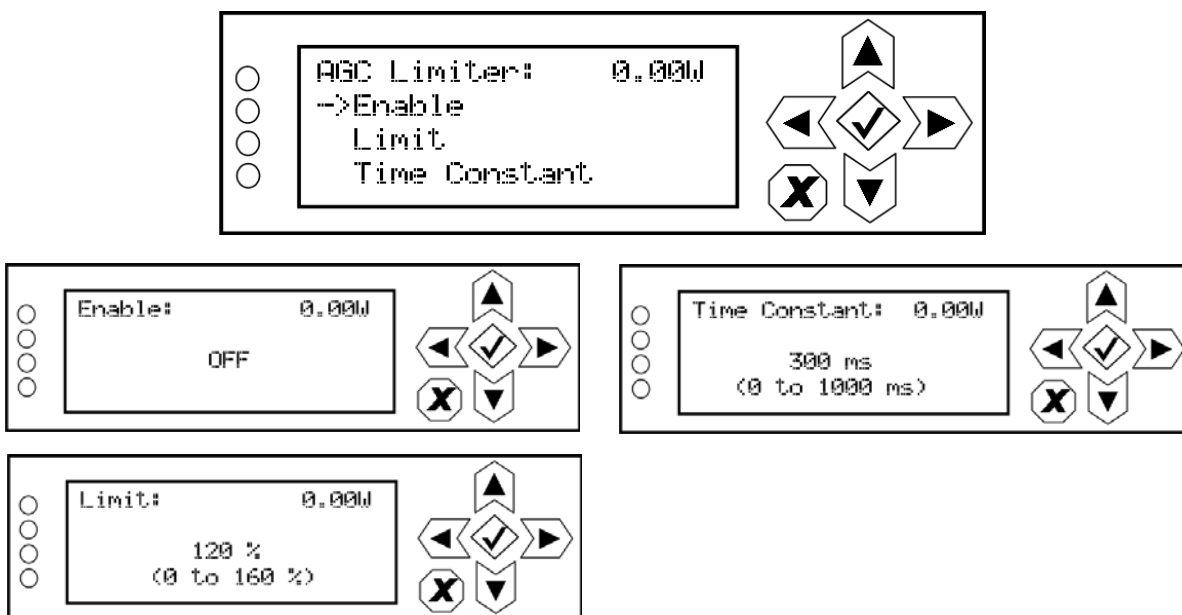 AGC Limiter: 0.00W
->Enable
Limit
Time Constant
Enable: 0.00W
OFF
Time Constant: 0.00W
300 ms
(0 to 1000 ms)
Limit: 0.00W
120 %
(0 to 160 %)